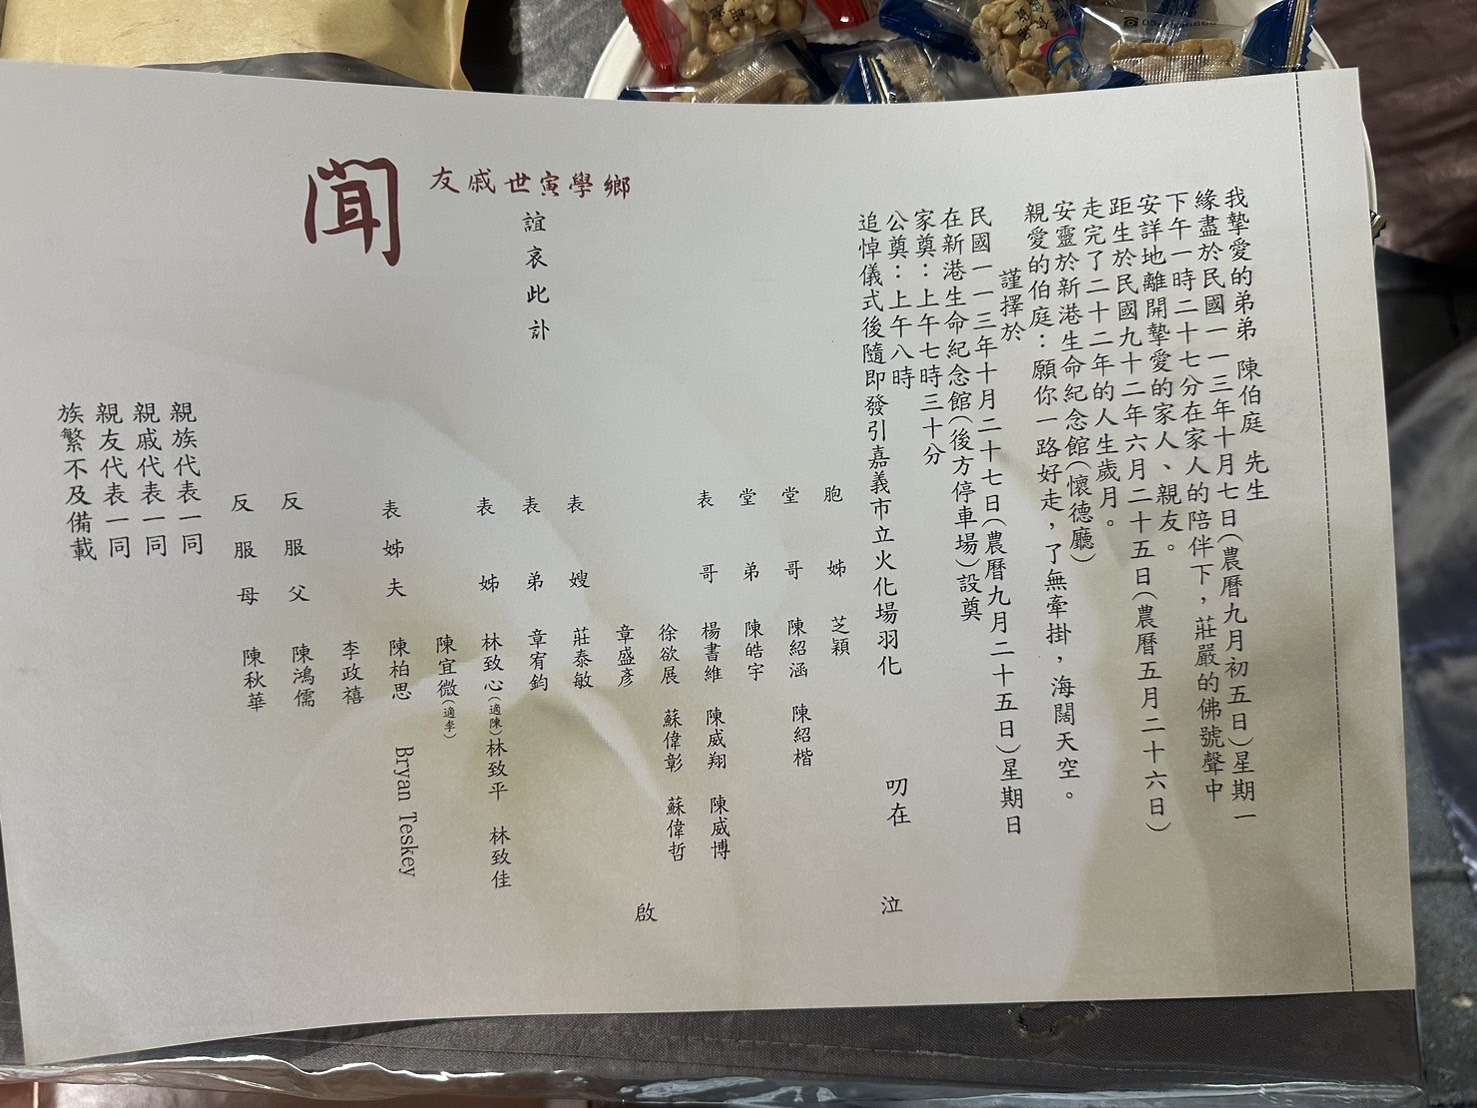 我摯愛的弟弟 陳伯庭 先生
緣盡於民國一一三年十月七日(農曆九月初五日)星期一
下午一時二十七分在家人的陪伴下，莊嚴的佛號聲中
安詳地離開摯愛的家人、親友。
距生於民國九十二年六月二十五日(農曆五月二十六日)
走完了二十二年的人生歲月。
安靈於新港生命紀念館(懷德廳)
親愛的伯庭：願你一路好走，了無牽掛，海闊天空。
謹擇於
民國一一三年十月二十七日(農曆九月二十五日)星期日
在新港生命紀念館(後方停車場)設奠
家奠：上午七時三十分
公奠：上午八時
追悼儀式後隨即發引嘉義市立火化場羽化
叨在
鄉學寅世戚友
誼哀此訃
聞
泣
啟
胞姊 芝穎
堂哥 陳紹涵 陳紹楷
堂弟 陳皓宇
表哥 楊書維 陳威翔 陳威博
徐欲展 蘇偉彰 蘇偉哲
章盛彥
表嫂 莊泰敏
表弟 章宥鈞
表姊 林致心(適陳)林致平 林致佳
陳宜微(適李)
表姊夫 陳柏思 Bryan Teskey
李政禧
反服父 陳鴻儒
反服母 陳秋華
親族代表一同
親戚代表一同
親友代表一同
族繁不及備載